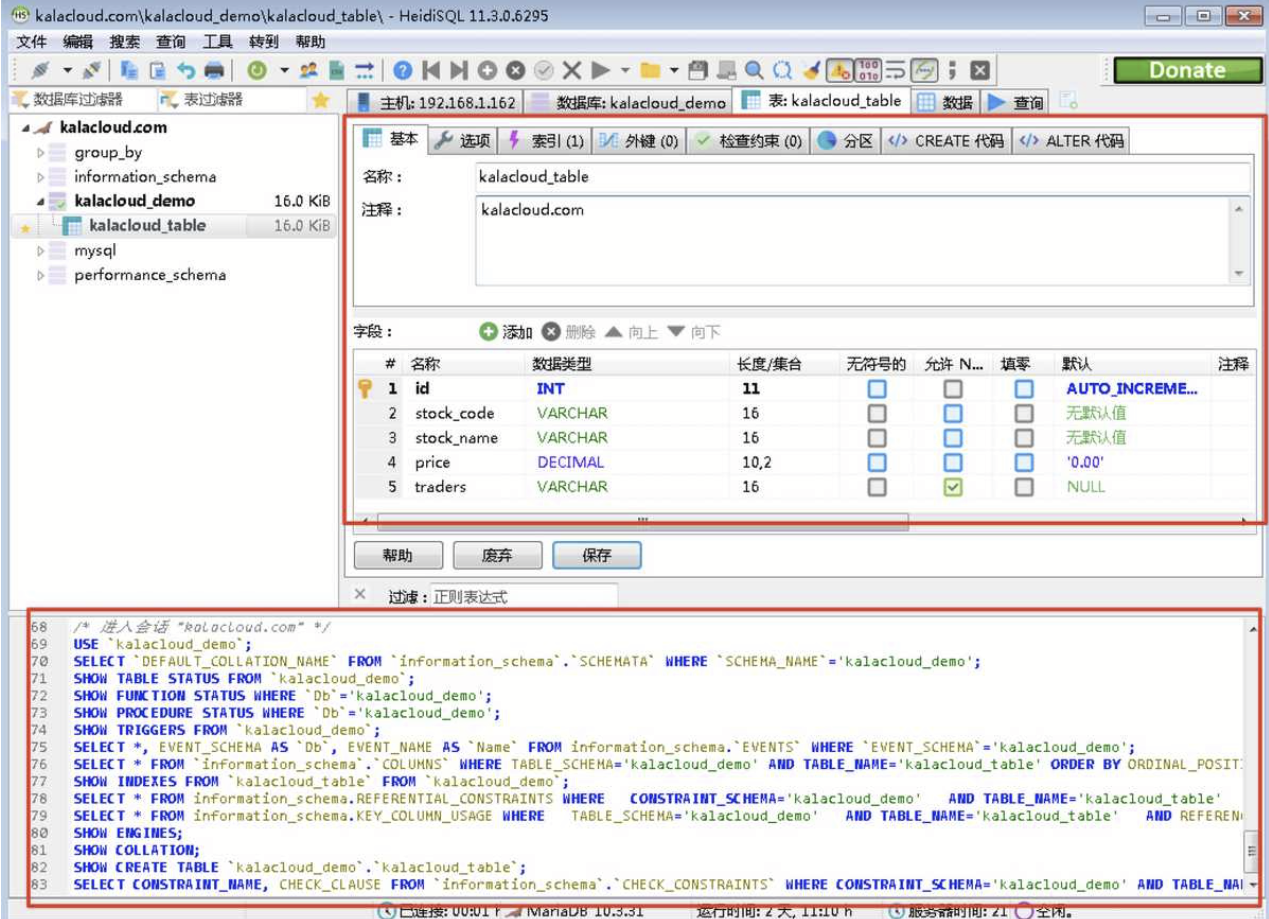 kalacloud.com\kalacloud_demo\kalacloud_table\ - HeidiSQL 11.3.0.6295
文件 编辑 搜索 查询 工具 转到 帮助
Donate
数据库过滤器 表过滤器
主机: 192.168.1.162 数据库: kalacloud_demo 表: kalacloud_table 数据 查询
kalacloud.com
group_by
information_schema
kalacloud_demo 16.0 KiB
kalacloud_table 16.0 KiB
mysql
performance_schema
基本 选项 索引 (1) 外键 (0) 检查约束 (0) 分区 CREATE 代码 ALTER 代码
名称： kalacloud_table
注释： kalacloud.com
字段： 添加 删除 向上 向下
# 名称 数据类型 长度/集合 无符号的 允许 N... 填零 默认 注释
1 id INT 11 AUTO_INCREME...
2 stock_code VARCHAR 16 无默认值
3 stock_name VARCHAR 16 无默认值
4 price DECIMAL 10,2 '0.00'
5 traders VARCHAR 16 NULL
帮助 废弃 保存
过滤： 正则表达式
68 /* 进入会话 "kalacloud.com" */
69 USE `kalacloud_demo`;
70 SELECT `DEFAULT_COLLATION_NAME` FROM `information_schema`.`SCHEMATA` WHERE `SCHEMA_NAME`='kalacloud_demo';
71 SHOW TABLE STATUS FROM `kalacloud_demo`;
72 SHOW FUNCTION STATUS WHERE `Db`='kalacloud_demo';
73 SHOW PROCEDURE STATUS WHERE `Db`='kalacloud_demo';
74 SHOW TRIGGERS FROM `kalacloud_demo`;
75 SELECT *, EVENT_SCHEMA AS `Db`, EVENT_NAME AS `Name` FROM information_schema.`EVENTS` WHERE `EVENT_SCHEMA`='kalacloud_demo';
76 SELECT * FROM `information_schema`.`COLUMNS` WHERE TABLE_SCHEMA='kalacloud_demo' AND TABLE_NAME='kalacloud_table' ORDER BY ORDINAL_POSIT
77 SHOW INDEXES FROM `kalacloud_table` FROM `kalacloud_demo`;
78 SELECT * FROM information_schema.REFERENTIAL_CONSTRAINTS WHERE CONSTRAINT_SCHEMA='kalacloud_demo' AND TABLE_NAME='kalacloud_table'
79 SELECT * FROM information_schema.KEY_COLUMN_USAGE WHERE TABLE_SCHEMA='kalacloud_demo' AND TABLE_NAME='kalacloud_table' AND REFEREN
80 SHOW ENGINES;
81 SHOW COLLATION;
82 SHOW CREATE TABLE `kalacloud_demo`.`kalacloud_table`;
83 SELECT CONSTRAINT_NAME, CHECK_CLAUSE FROM `information_schema`.`CHECK_CONSTRAINTS` WHERE CONSTRAINT_SCHEMA='kalacloud_demo' AND TABLE_NA
已连接: 00:01 MariaDB 10.3.31 运行时间: 2 天, 11:10 h 服务器时间: 21 空闲。